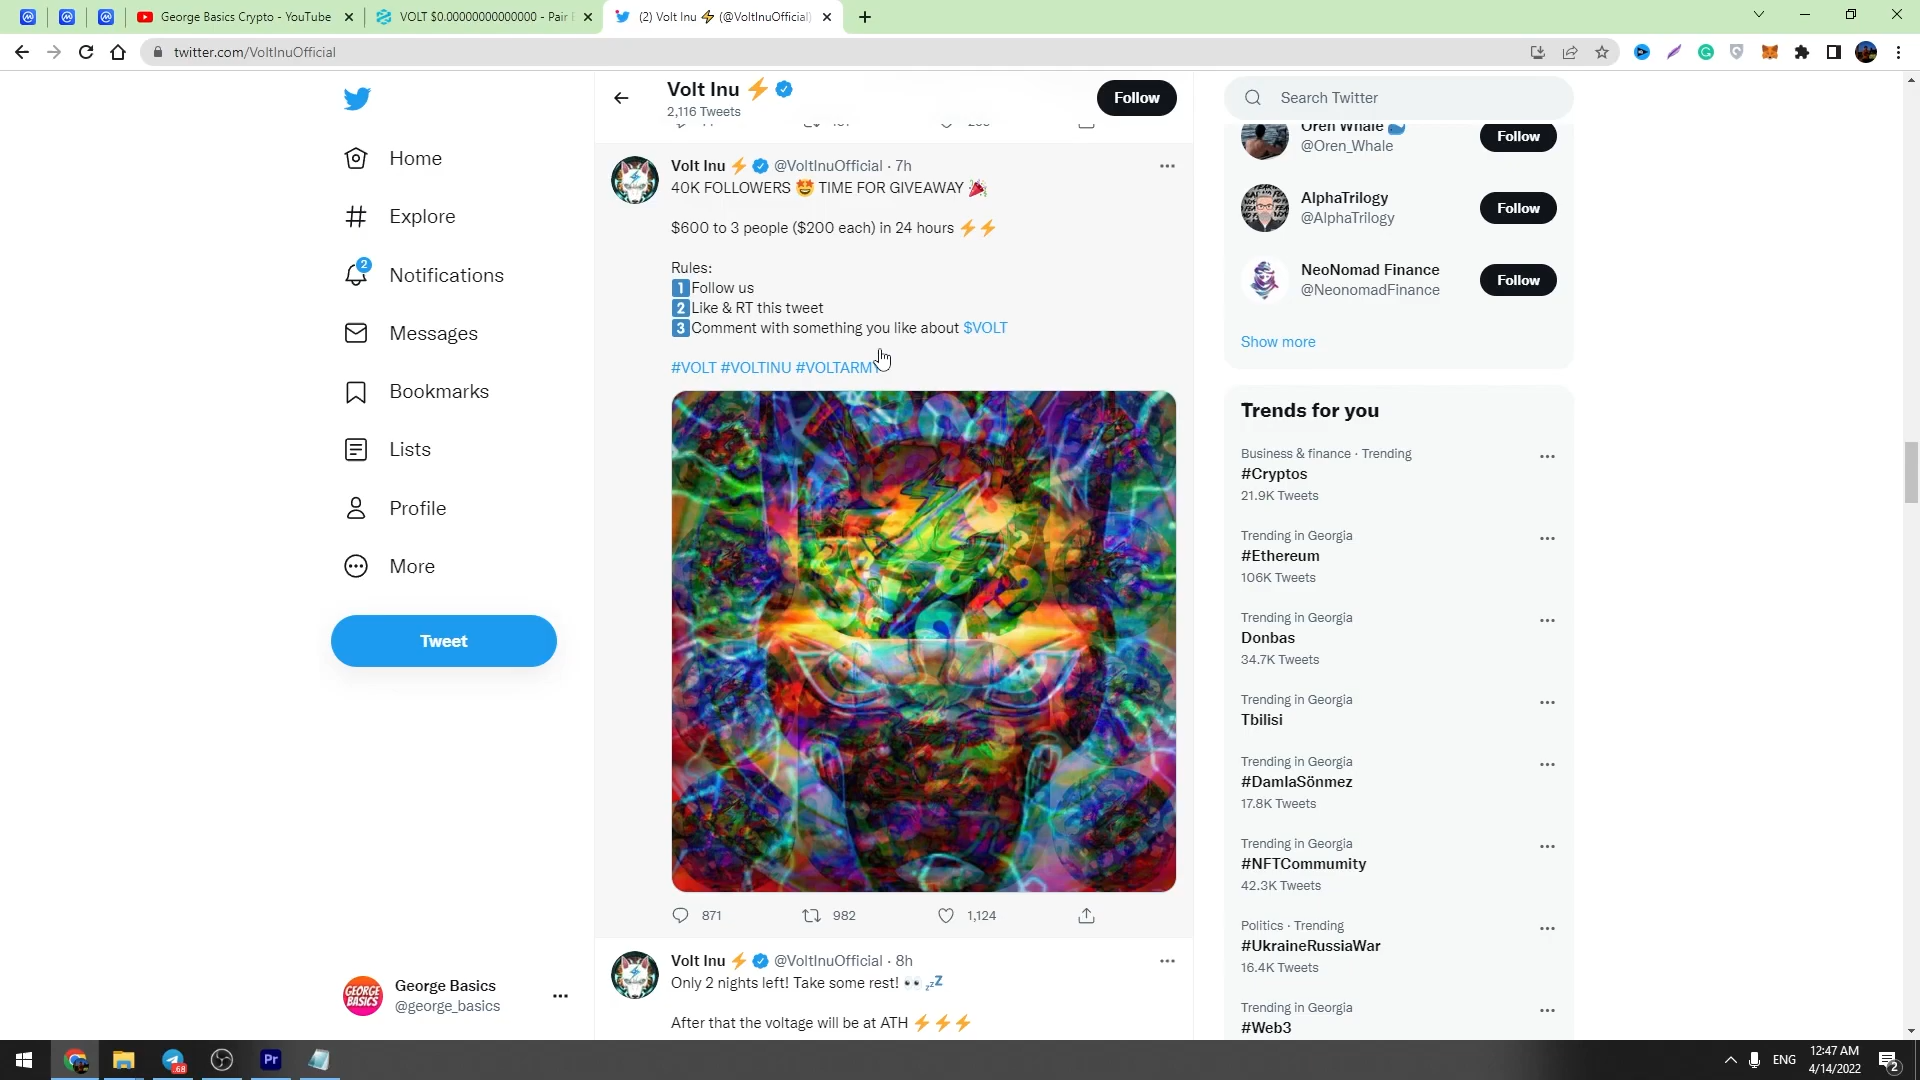 George Basics Crypto - YouTube
VOLT $0.00000000000000 - Pair
(2) Volt Inu ⚡ (@VoltInuOfficial)
twitter.com/VoltInuOfficial
Home
Explore
2
Notifications
Messages
Bookmarks
Lists
Profile
More
Tweet
George Basics
@george_basics
GEORGE
BASICS
Volt Inu ⚡
2,116 Tweets
Follow
Volt Inu ⚡ @VoltInuOfficial · 7h
40K FOLLOWERS 🤩 TIME FOR GIVEAWAY 🎉
$600 to 3 people ($200 each) in 24 hours ⚡⚡
Rules:
1️⃣Follow us
2️⃣Like & RT this tweet
3️⃣Comment with something you like about $VOLT
#VOLT #VOLTINU #VOLTARMY
871 982 1,124
Volt Inu ⚡ @VoltInuOfficial · 8h
Only 2 nights left! Take some rest! 👀 💤
After that the voltage will be at ATH ⚡⚡⚡
Search Twitter
Oren Whale 🐳
@Oren_Whale
Follow
AlphaTrilogy
@AlphaTrilogy
Follow
NeoNomad Finance
@NeonomadFinance
Follow
Show more
Trends for you
Business & finance · Trending
#Cryptos
21.9K Tweets
Trending in Georgia
#Ethereum
106K Tweets
Trending in Georgia
Donbas
34.7K Tweets
Trending in Georgia
Tbilisi
Trending in Georgia
#DamlaSönmez
17.8K Tweets
Trending in Georgia
#NFTCommumity
42.3K Tweets
Politics · Trending
#UkraineRussiaWar
16.4K Tweets
Trending in Georgia
#Web3
.68
Pr
ENG
12:47 AM
4/14/2022
2